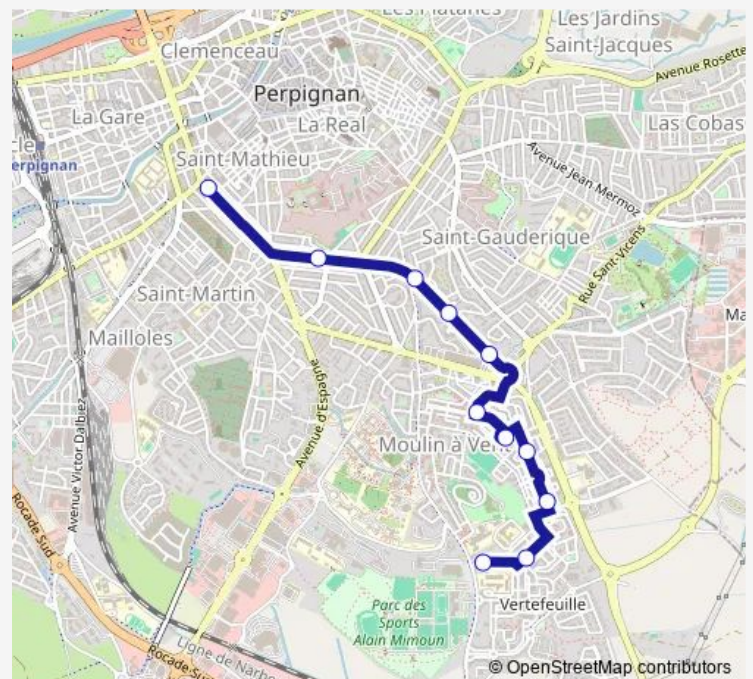 Les Platanes
Les Jardins
Saint-Jacques
Clemenceau
Avenue Rosette
Perpignan
La Gare
La Real
Las Cobas
Saint-Mathieu
erpignan
Avenue Jean Mermoz
Saint-Gauderique
Rue Sant-Vicens
Saint-Martin
Mailloles
Avenue d'Espagne
Avenue Victor Dalbiez
Moulin à Vent
Rocade Sud
Parc des
Sports
Alain Mimoun
Vertefeuille
Ligne de Narbo
Rocade Su
© OpenStreetMap contributors